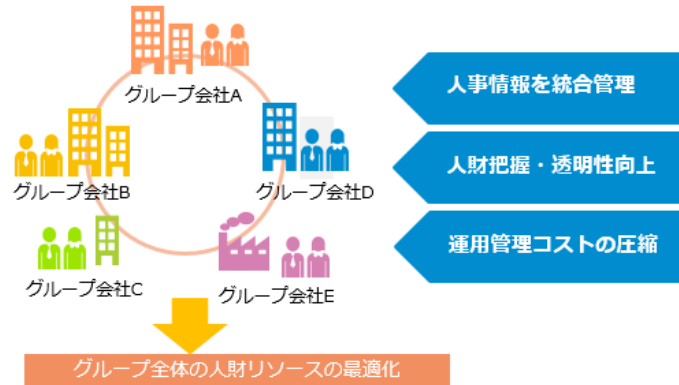 グループ会社A
人事情報を統合管理
グループ会社B
グループ会社D
人財把握・透明性向上
グループ会社C
グループ会社E
運用管理コストの圧縮
グループ全体の人財リソースの最適化